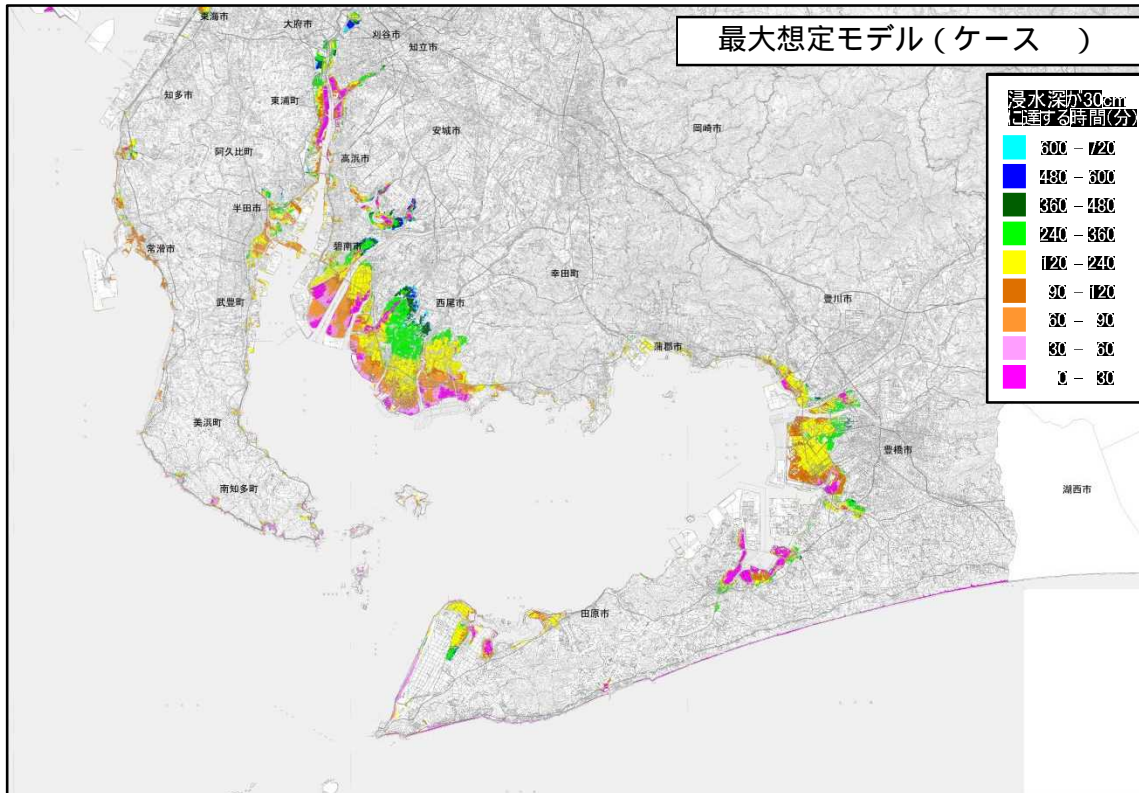 最大想定モデル（ケース　）
浸水深が30cm
に達する時間(分)
600 － 720
480 － 600
360 － 480
240 － 360
120 － 240
90 － 120
60 － 90
30 － 60
0 － 30
東海市
大府市
刈谷市
知立市
知多市
東浦町
安城市
岡崎市
阿久比町
高浜市
半田市
碧南市
常滑市
幸田町
武豊町
西尾市
豊川市
蒲郡市
美浜町
豊橋市
南知多町
湖西市
田原市